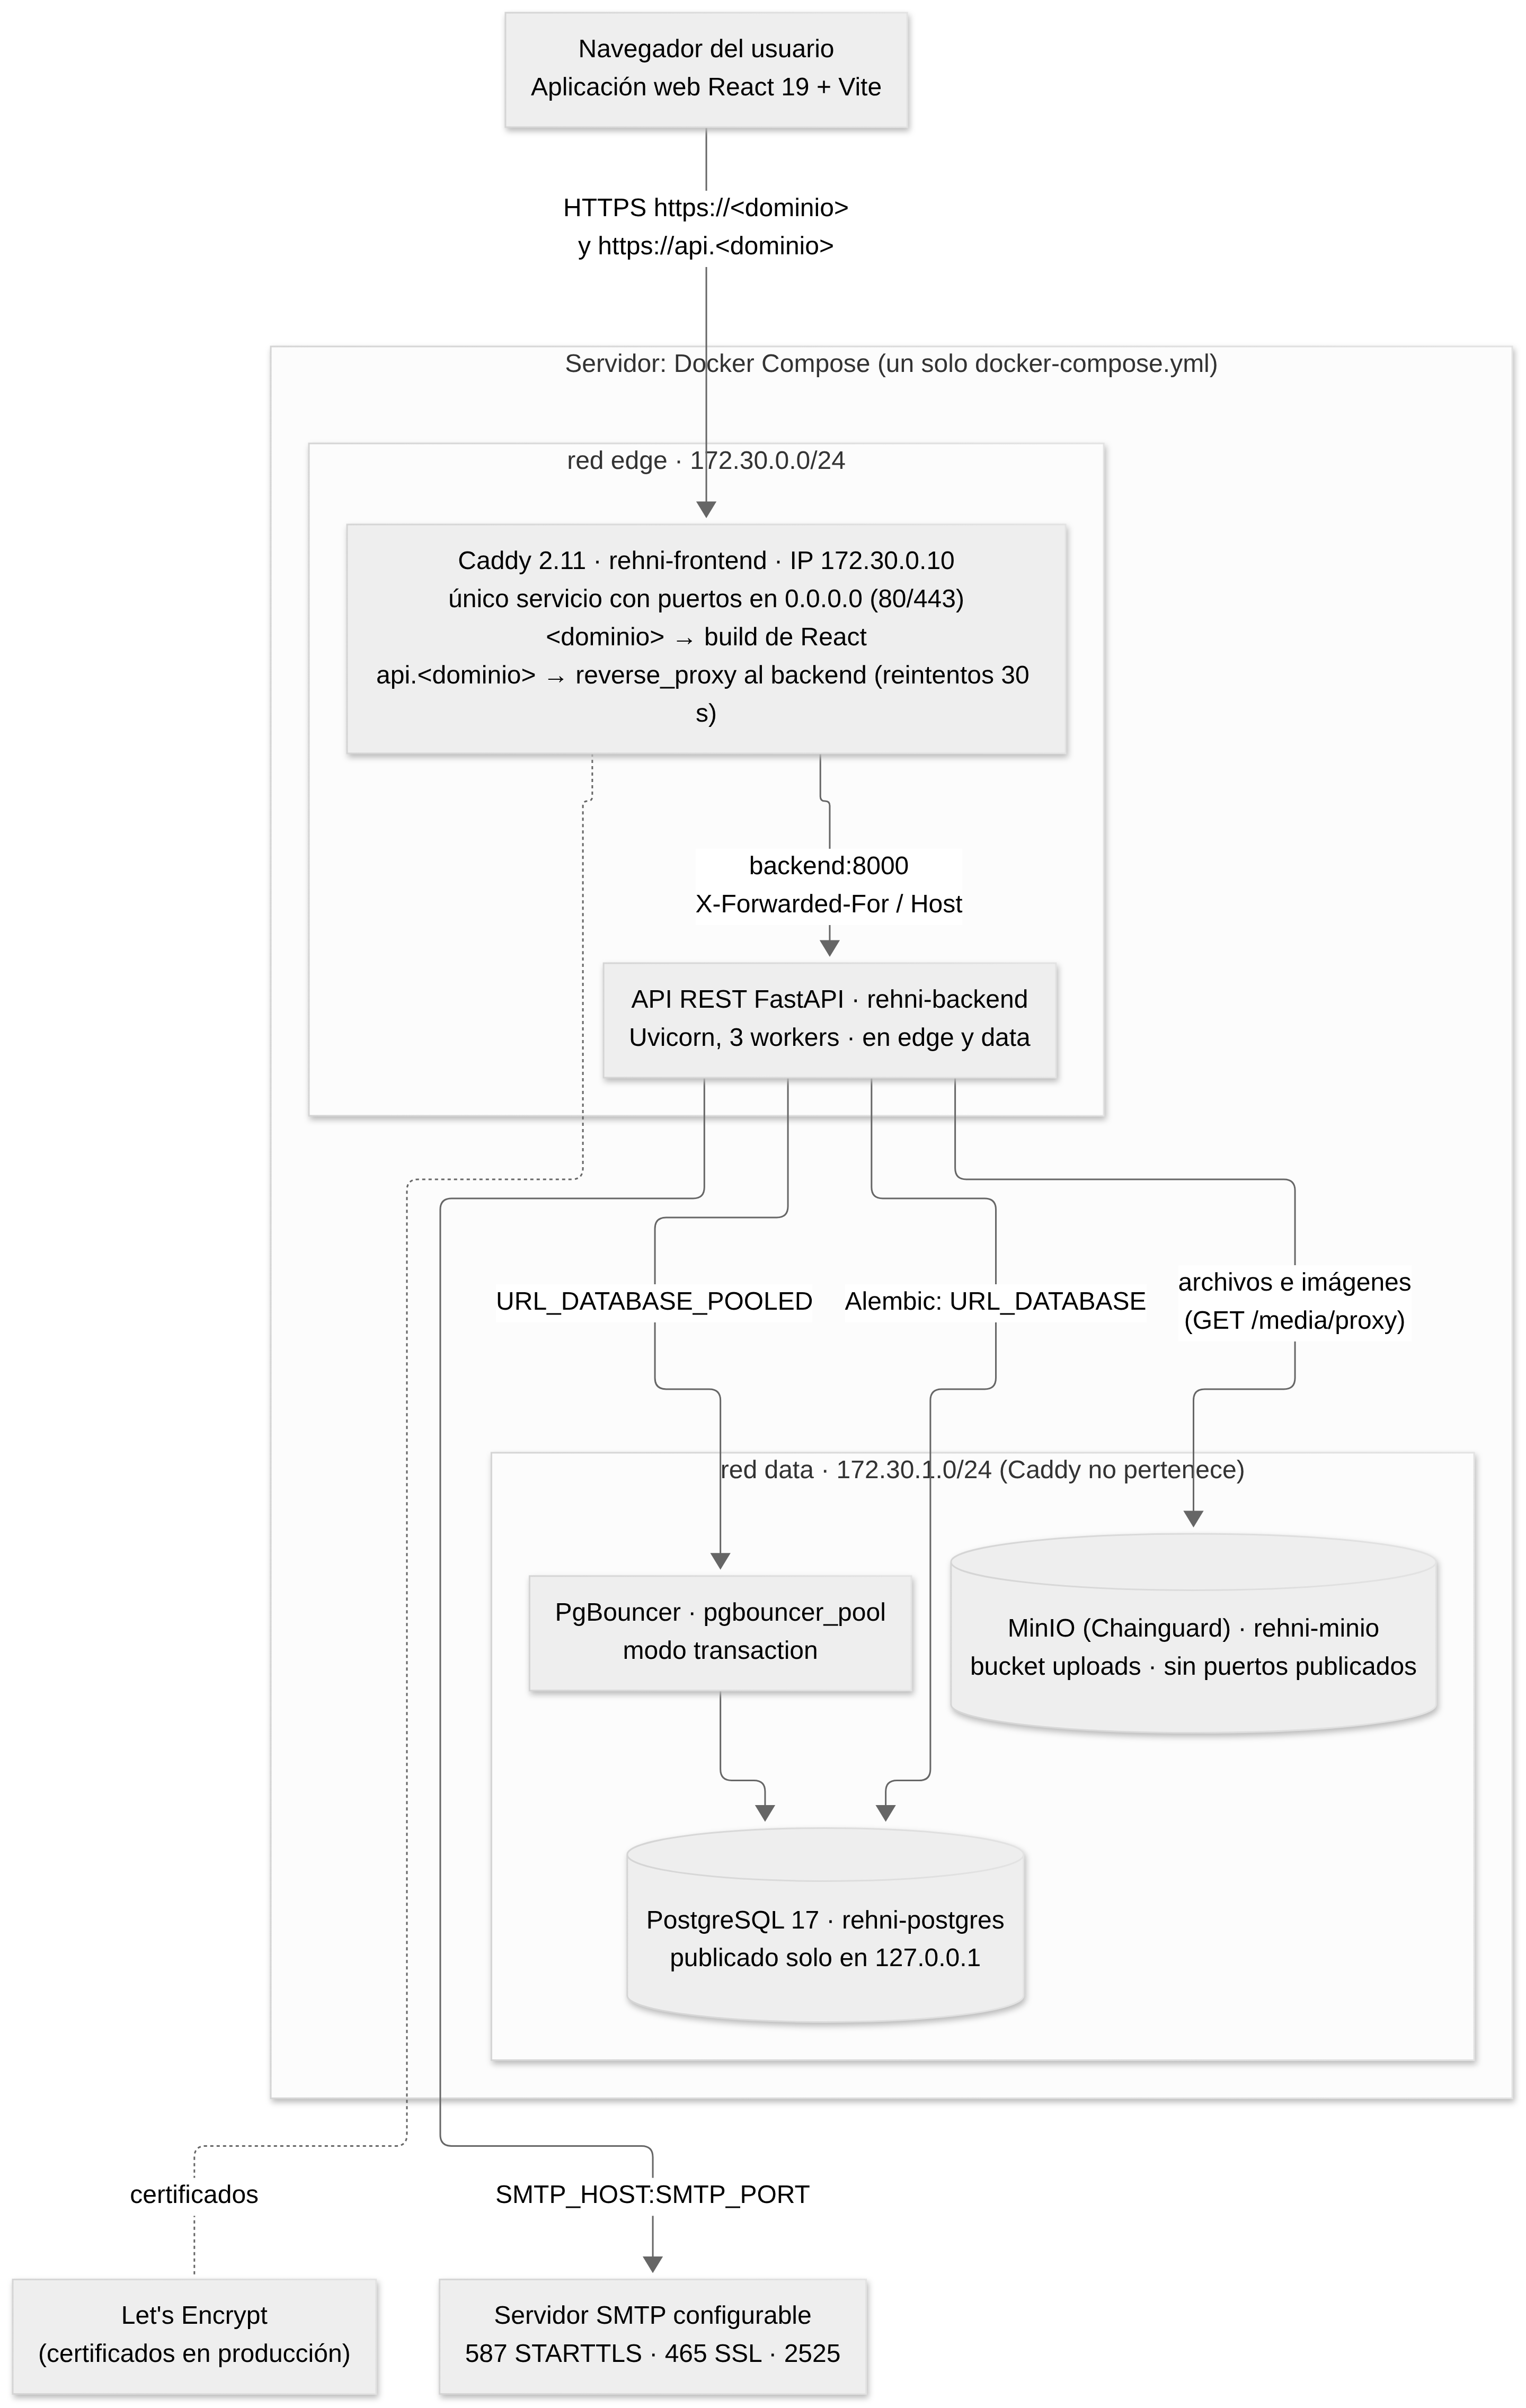 Navegador del usuario
Aplicación web React 19 + Vite
HTTPS https://<dominio>
y https://api.<dominio>
Servidor: Docker Compose (un solo docker-compose.yml)
red edge · 172.30.0.0/24
Caddy 2.11 · rehni-frontend · IP 172.30.0.10
único servicio con puertos en 0.0.0.0 (80/443)
<dominio> → build de React
api.<dominio> → reverse_proxy al backend (reintentos 30
s)
backend:8000
X-Forwarded-For / Host
API REST FastAPI · rehni-backend
Uvicorn, 3 workers · en edge y data
URL_DATABASE_POOLED
Alembic: URL_DATABASE
archivos e imágenes
(GET /media/proxy)
red data · 172.30.1.0/24 (Caddy no pertenece)
PgBouncer · pgbouncer_pool
modo transaction
MinIO (Chainguard) · rehni-minio
bucket uploads · sin puertos publicados
PostgreSQL 17 · rehni-postgres
publicado solo en 127.0.0.1
certificados
SMTP_HOST:SMTP_PORT
Let's Encrypt
(certificados en producción)
Servidor SMTP configurable
587 STARTTLS · 465 SSL · 2525